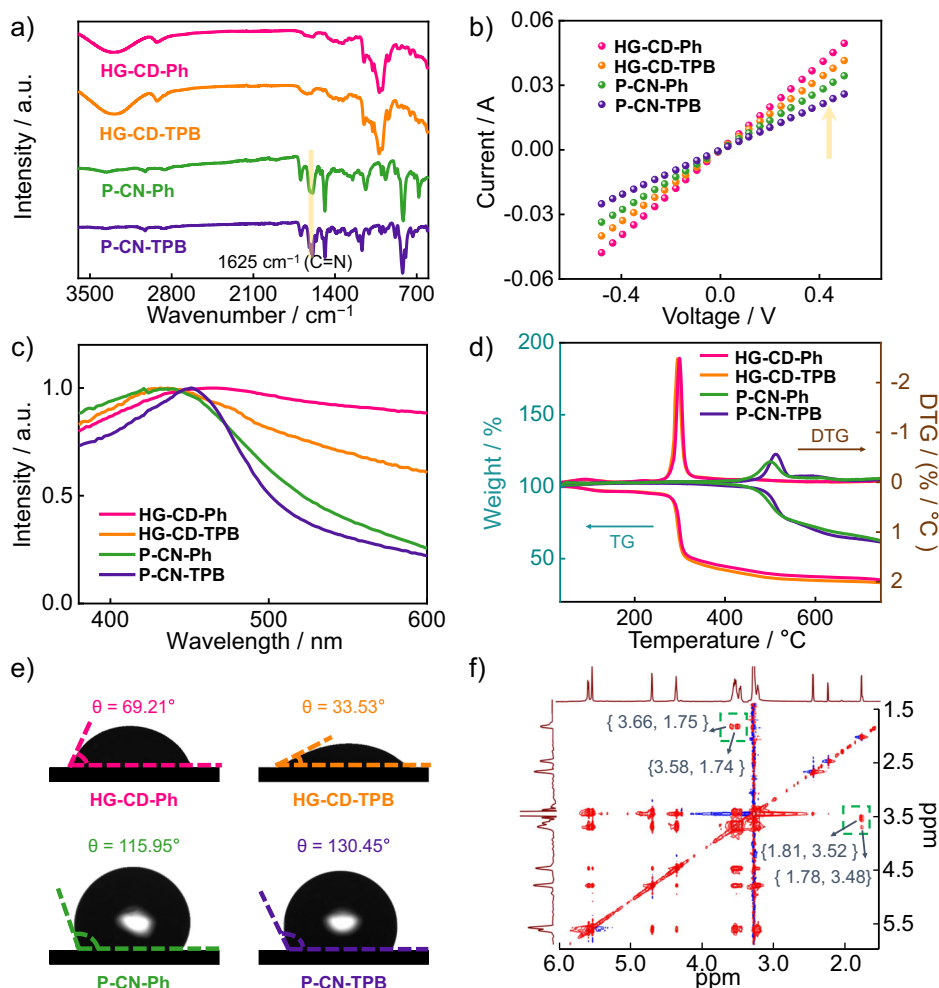 a)
Intensity / a.u.
HG-CD-Ph
HG-CD-TPB
P-CN-Ph
P-CN-TPB
1625 cm⁻¹ (C=N)
3500 2800 2100 1400 700
Wavenumber / cm⁻¹
b)
Current / A
0.06
0.03
0.00
-0.03
-0.06
HG-CD-Ph
HG-CD-TPB
P-CN-Ph
P-CN-TPB
-0.4 0.0 0.4
Voltage / V
c)
Intensity / a.u.
1.0
0.5
0.0
HG-CD-Ph
HG-CD-TPB
P-CN-Ph
P-CN-TPB
400 500 600
Wavelength / nm
d)
Weight / %
200
150
100
50
HG-CD-Ph
HG-CD-TPB
P-CN-Ph
P-CN-TPB
DTG
TG
-2
-1
0
1
2
DTG / (% / °C)
200 400 600
Temperature / °C
e)
θ = 69.21°
HG-CD-Ph
θ = 33.53°
HG-CD-TPB
θ = 115.95°
P-CN-Ph
θ = 130.45°
P-CN-TPB
f)
{ 3.66, 1.75 }
{3.58, 1.74 }
{1.81, 3.52 }
{ 1.78, 3.48}
1.5
2.5
3.5
4.5
5.5
ppm
6.0 5.0 4.0 3.0 2.0
ppm